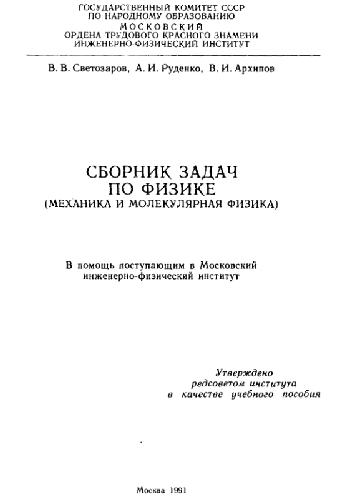 ГОСУДАРСТВЕННЫЙ КОМИТЕТ СССР
ПО НАРОДНОМУ ОБРАЗОВАНИЮ
МОСКОВСКИЙ
ОРДЕНА ТРУДОВОГО КРАСНОГО ЗНАМЕНИ
ИНЖЕНЕРНО-ФИЗИЧЕСКИЙ ИНСТИТУТ
В. В. Светозаров, А. И. Руденко, В. И. Архипов
СБОРНИК ЗАДАЧ
ПО ФИЗИКЕ
(МЕХАНИКА И МОЛЕКУЛЯРНАЯ ФИЗИКА)
В помощь поступающим в Московский
инженерно-физический институт
Утверждено
редсоветом института
в качестве учебного пособия
Москва 1991